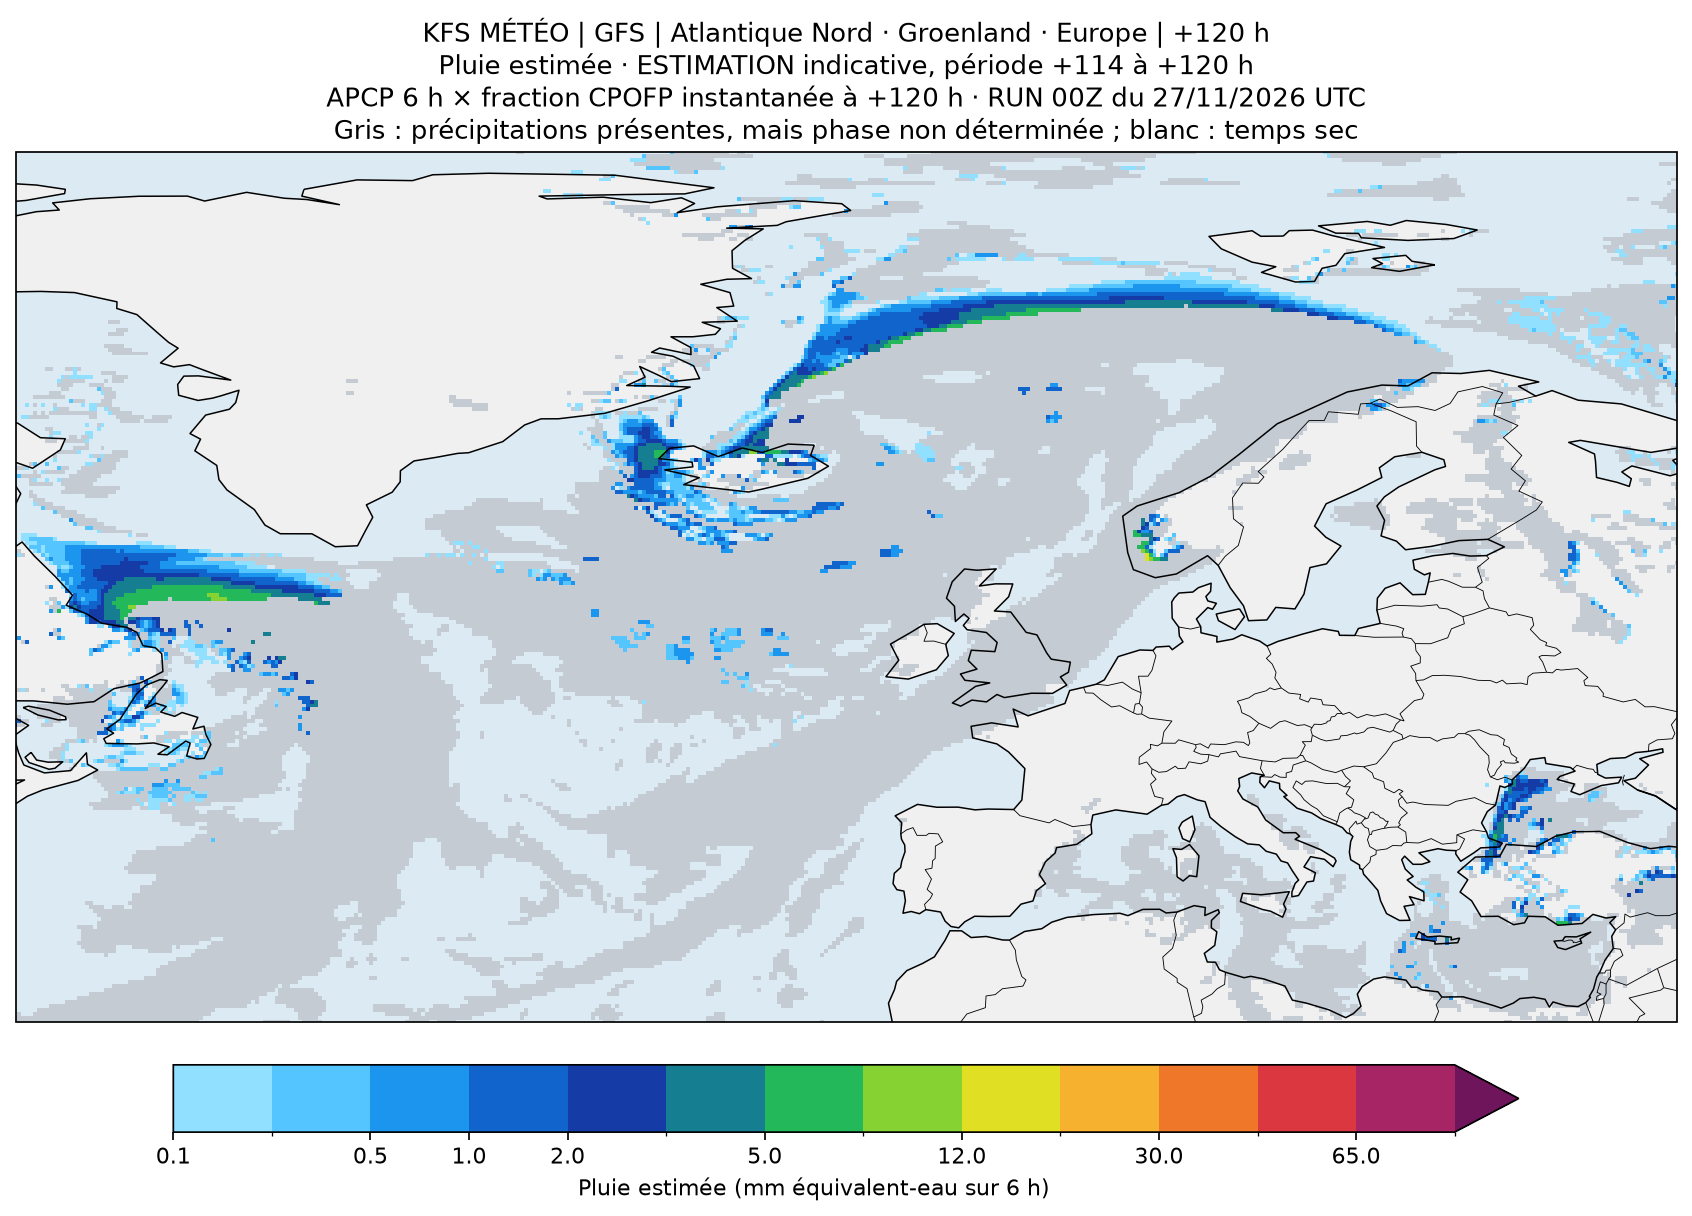 KFS MÉTÉO | GFS | Atlantique Nord · Groenland · Europe | +120 h
Pluie estimée · ESTIMATION indicative, période +114 à +120 h
APCP 6 h × fraction CPOFP instantanée à +120 h · RUN 00Z du 27/11/2026 UTC
Gris : précipitations présentes, mais phase non déterminée ; blanc : temps sec
0.1 0.5 1.0 2.0 5.0 12.0 30.0 65.0
Pluie estimée (mm équivalent-eau sur 6 h)